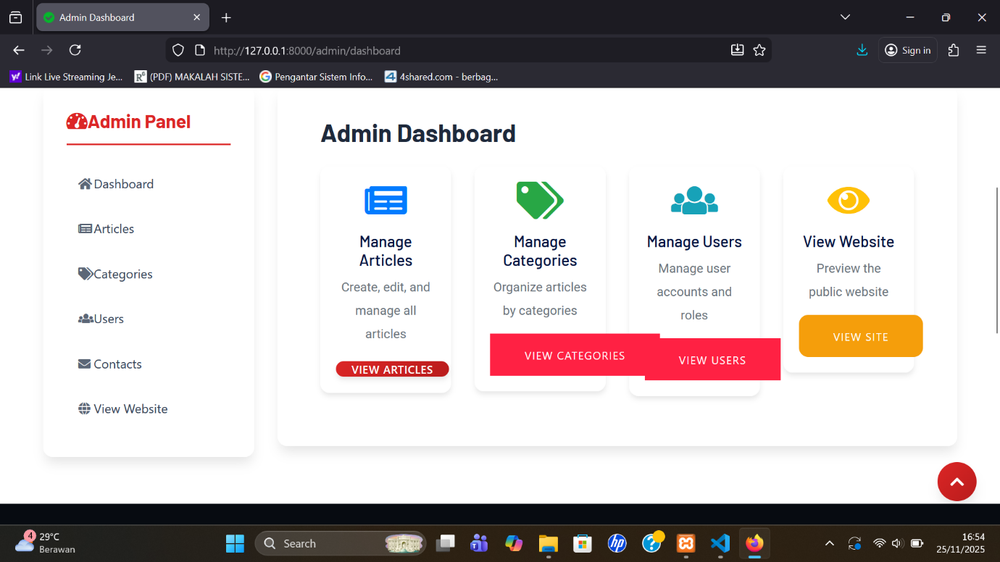 Admin Dashboard
http://127.0.0.1:8000/admin/dashboard
Sign in
Link Live Streaming Je...
(PDF) MAKALAH SISTE...
Pengantar Sistem Info...
4shared.com - berbag...
Admin Panel
Dashboard
Articles
Categories
Users
Contacts
View Website
Admin Dashboard
Manage
Articles
Create, edit, and
manage all
articles
VIEW ARTICLES
Manage
Categories
Organize articles
by categories
VIEW CATEGORIES
Manage Users
Manage user
accounts and
roles
VIEW USERS
View Website
Preview the
public website
VIEW SITE
4
29°C
Berawan
Search
16:54
25/11/2025